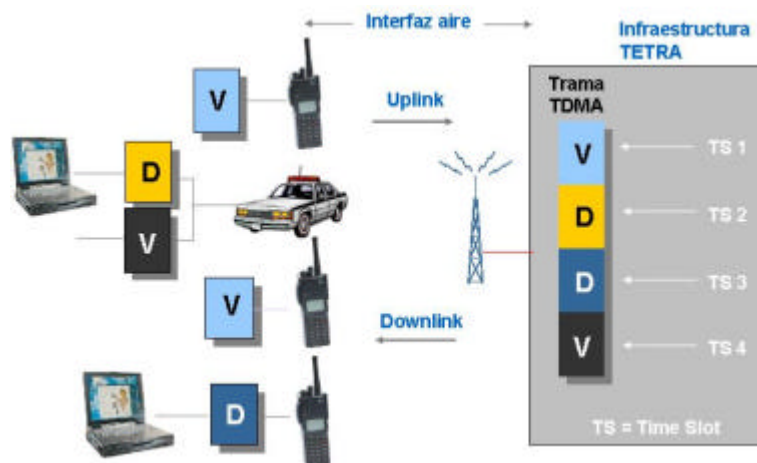 Interfaz aire
Infraestructura
TETRA
Trama
TDMA
V
Uplink
V
TS 1
D
D
TS 2
V
V
D
TS 3
Downlink
V
TS 4
D
TS = Time Slot